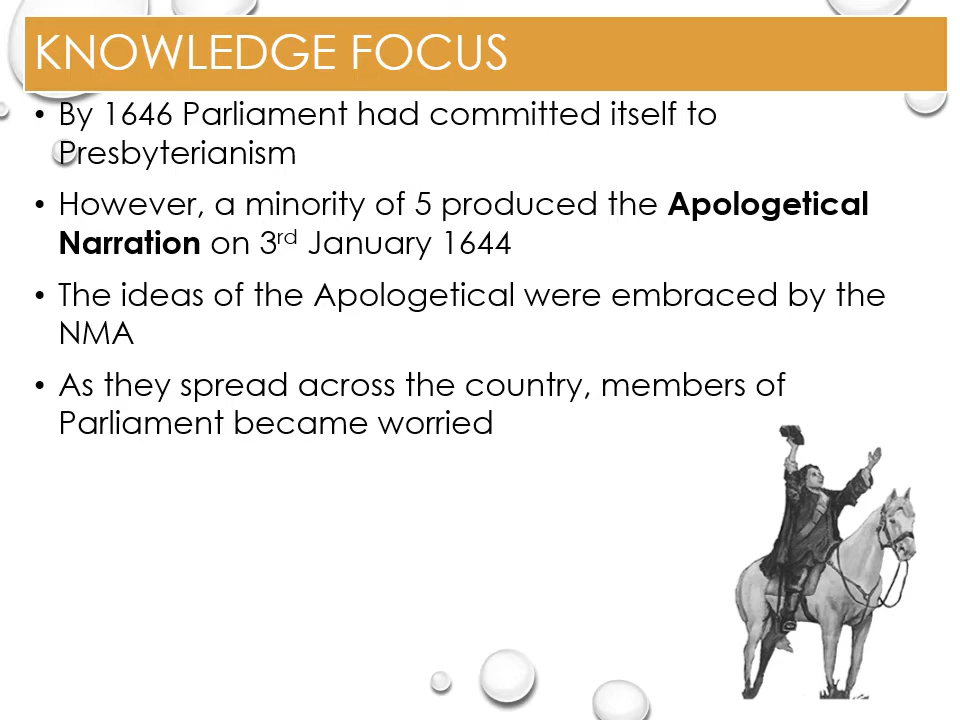 KNOWLEDGE FOCUS
• By 1646 Parliament had committed itself to
Presbyterianism
• However, a minority of 5 produced the Apologetical
Narration on 3rd January 1644
• The ideas of the Apologetical were embraced by the
NMA
• As they spread across the country, members of
Parliament became worried